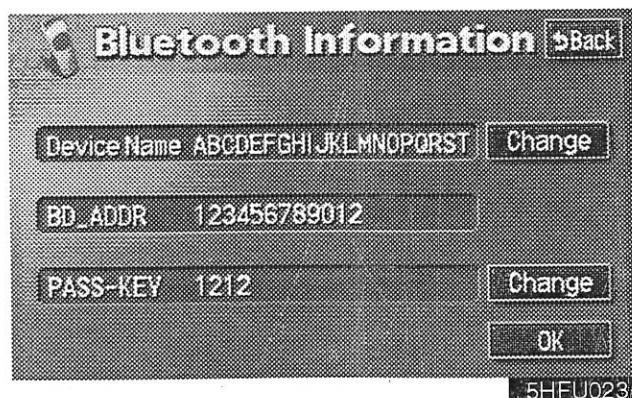 Bluetooth Information Back
Device Name ABCDEFGHIJKLMNOPQRST Change
BD_ADDR 123456789012
PASS-KEY 1212 Change
OK
5HFU023